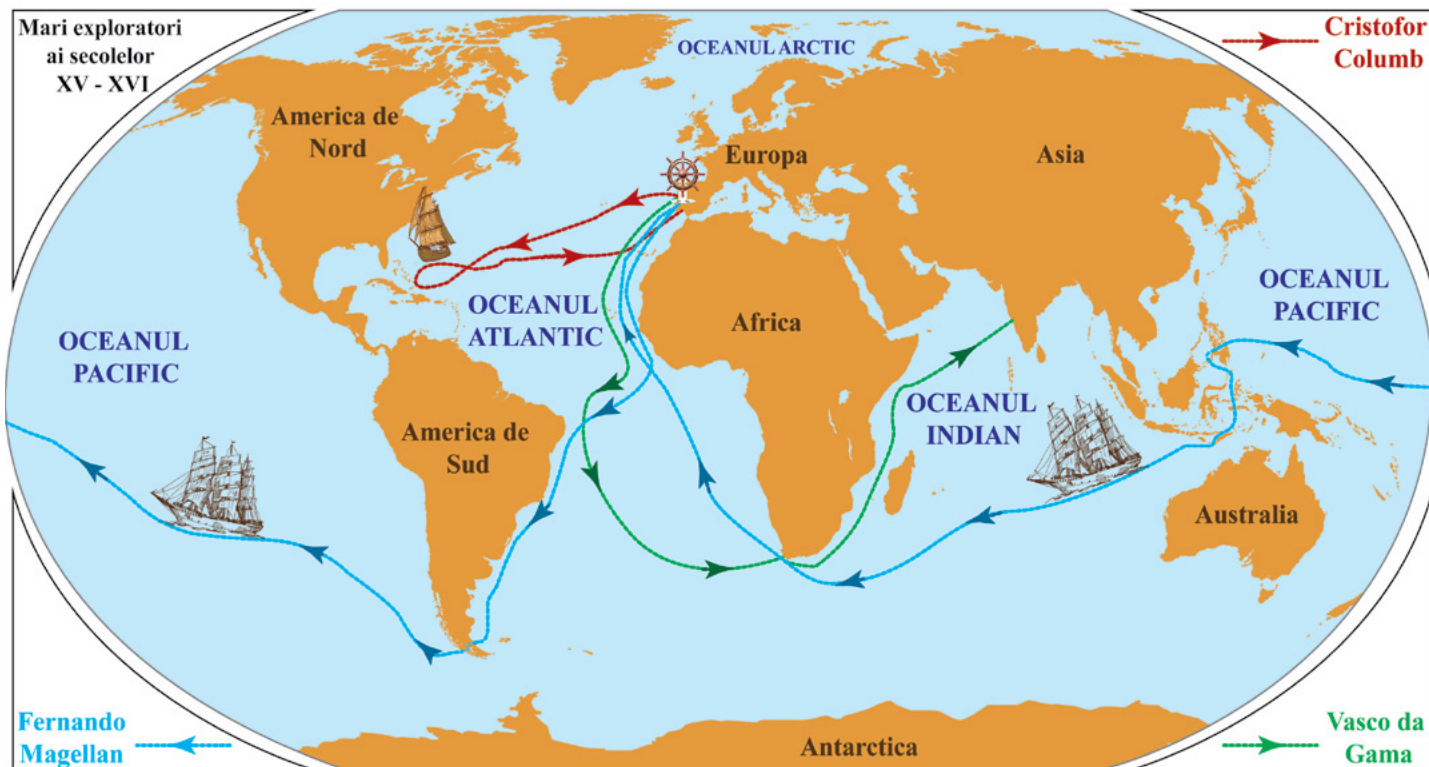 Mari exploratori
ai secolelor
XV - XVI
OCEANUL ARCTIC
Cristofor
Columb
America de
Nord
Europa
Asia
OCEANUL
PACIFIC
OCEANUL
ATLANTIC
Africa
OCEANUL
PACIFIC
America de
Sud
OCEANUL
INDIAN
Australia
Fernando
Magellan
Antarctica
Vasco da
Gama